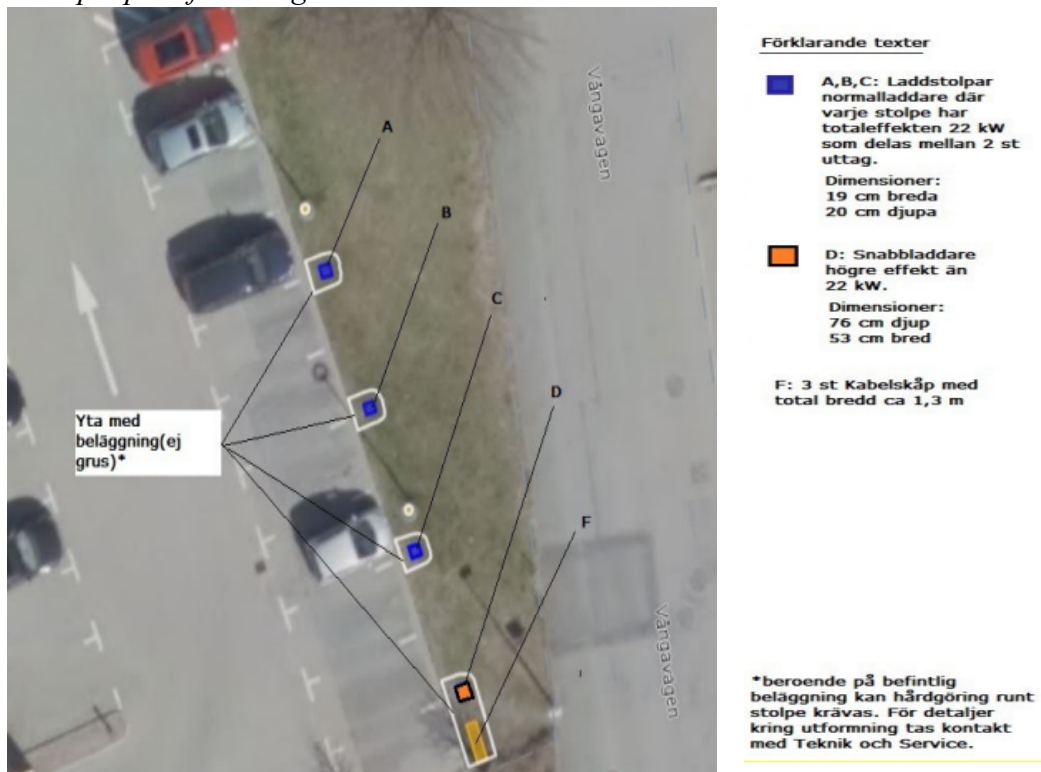 Vångavägen
A
B
C
D
F
Yta med
beläggning(ej
grus)*
Vångavägen
Förklarande texter
A,B,C: Laddstolpar
normalladdare där
varje stolpe har
totaleffekten 22 kW
som delas mellan 2 st
uttag.
Dimensioner:
19 cm breda
20 cm djupa
D: Snabbladdare
högre effekt än
22 kW.
Dimensioner:
76 cm djup
53 cm bred
F: 3 st Kabelskåp med
total bredd ca 1,3 m
*beroende på befintlig
beläggning kan hårdgöring runt
stolpe krävas. För detaljer
kring utformning tas kontakt
med Teknik och Service.